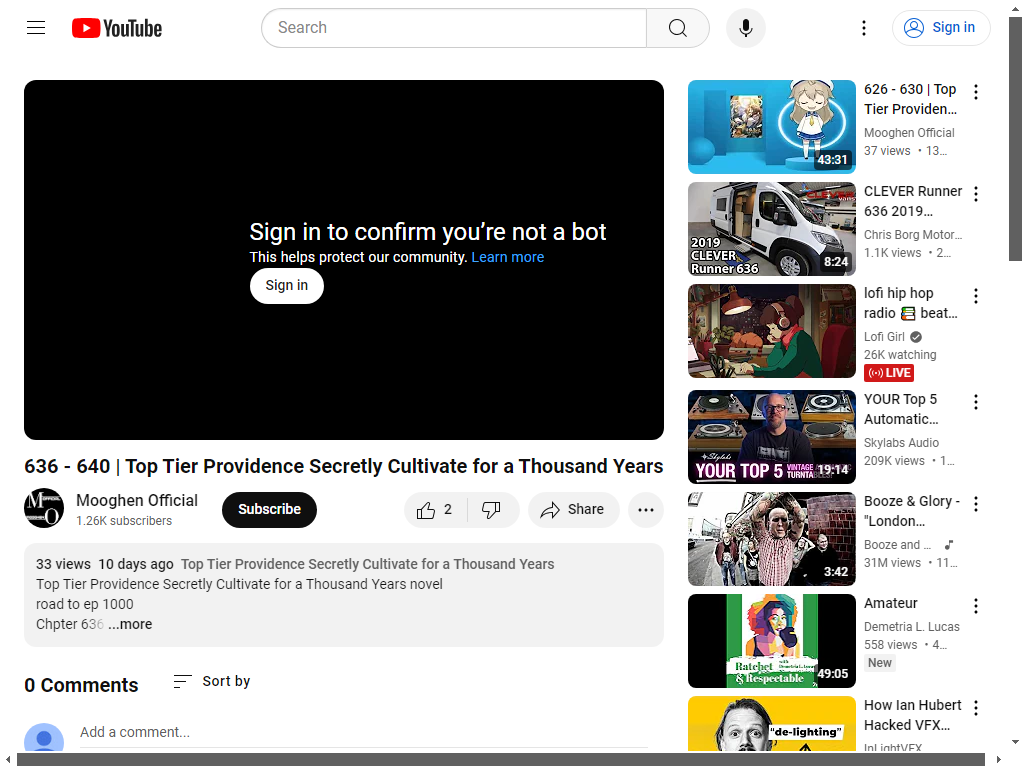 YouTube
Search
Sign in
Sign in to confirm you’re not a bot
This helps protect our community. Learn more
Sign in
636 - 640 | Top Tier Providence Secretly Cultivate for a Thousand Years
Mooghen Official
1.26K subscribers
Subscribe
2
Share
33 views 10 days ago Top Tier Providence Secretly Cultivate for a Thousand Years
Top Tier Providence Secretly Cultivate for a Thousand Years novel
road to ep 1000
Chpter 636 ...more
0 Comments
Sort by
Add a comment...
43:31
626 - 630 | Top
Tier Providen...
Mooghen Official
37 views • 13...
2019
CLEVER
Runner 636
8:24
CLEVER Runner
636 2019...
Chris Borg Motor...
1.1K views • 2...
lofi hip hop
radio 📚 beat...
Lofi Girl
26K watching
LIVE
Skylabs
YOUR TOP 5
VINTAGE
TURNTABLES!
19:14
YOUR Top 5
Automatic...
Skylabs Audio
209K views • 1...
3:42
Booze & Glory -
"London...
Booze and ...
31M views • 11...
Ratchet
& Respectable
49:05
Amateur
Demetria L. Lucas
558 views • 4...
New
"de-lighting"
How Ian Hubert
Hacked VFX...
InLightVFX